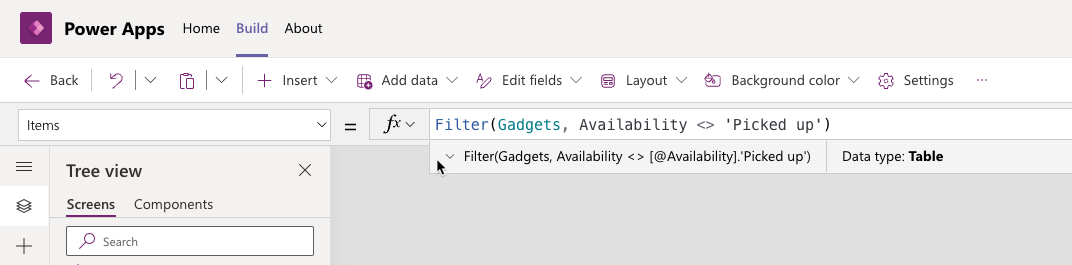 Power Apps Home Build About
Back Insert Add data Edit fields Layout Background color Settings ...
Items = fx Filter(Gadgets, Availability <> 'Picked up')
Filter(Gadgets, Availability <> [@Availability].'Picked up') Data type: Table
Tree view
Screens Components
Search